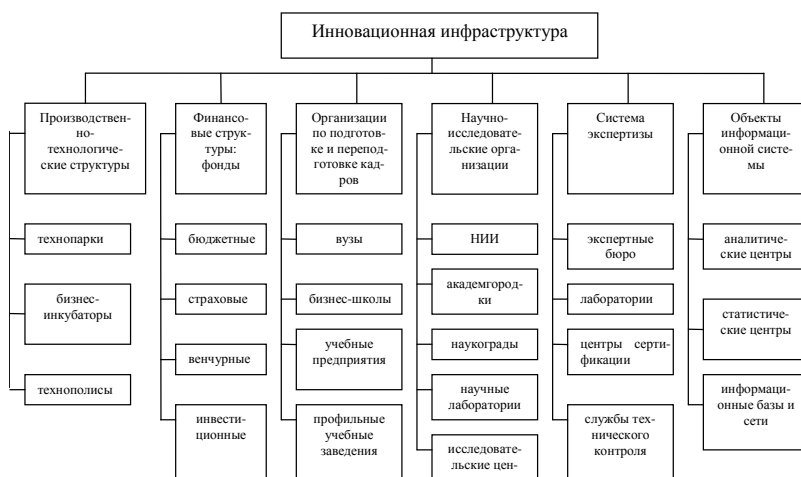 Инновационная инфраструктура
Производствен-
но-
технологиче-
ские структуры
технопарки
бизнес-
инкубаторы
технополисы
Финансо-
вые струк-
туры:
фонды
бюджетные
страховые
венчурные
инвести-
ционные
Организации
по подготов-
ке и перепод-
готовке кад-
ров
вузы
бизнес-школы
учебные
предприятия
профильные
учебные
заведения
Научно-
исследователь-
ские орга-
низации
НИИ
академгород-
ки
наукограды
научные
лаборатории
исследова-
тельские цен-
Система
экспертизы
экспертные
бюро
лаборатории
центры серти-
фикации
службы тех-
нического
контроля
Объекты
информаци-
онной систе-
мы
аналитиче-
ские центры
статистиче-
ские центры
информаци-
онные базы и
сети